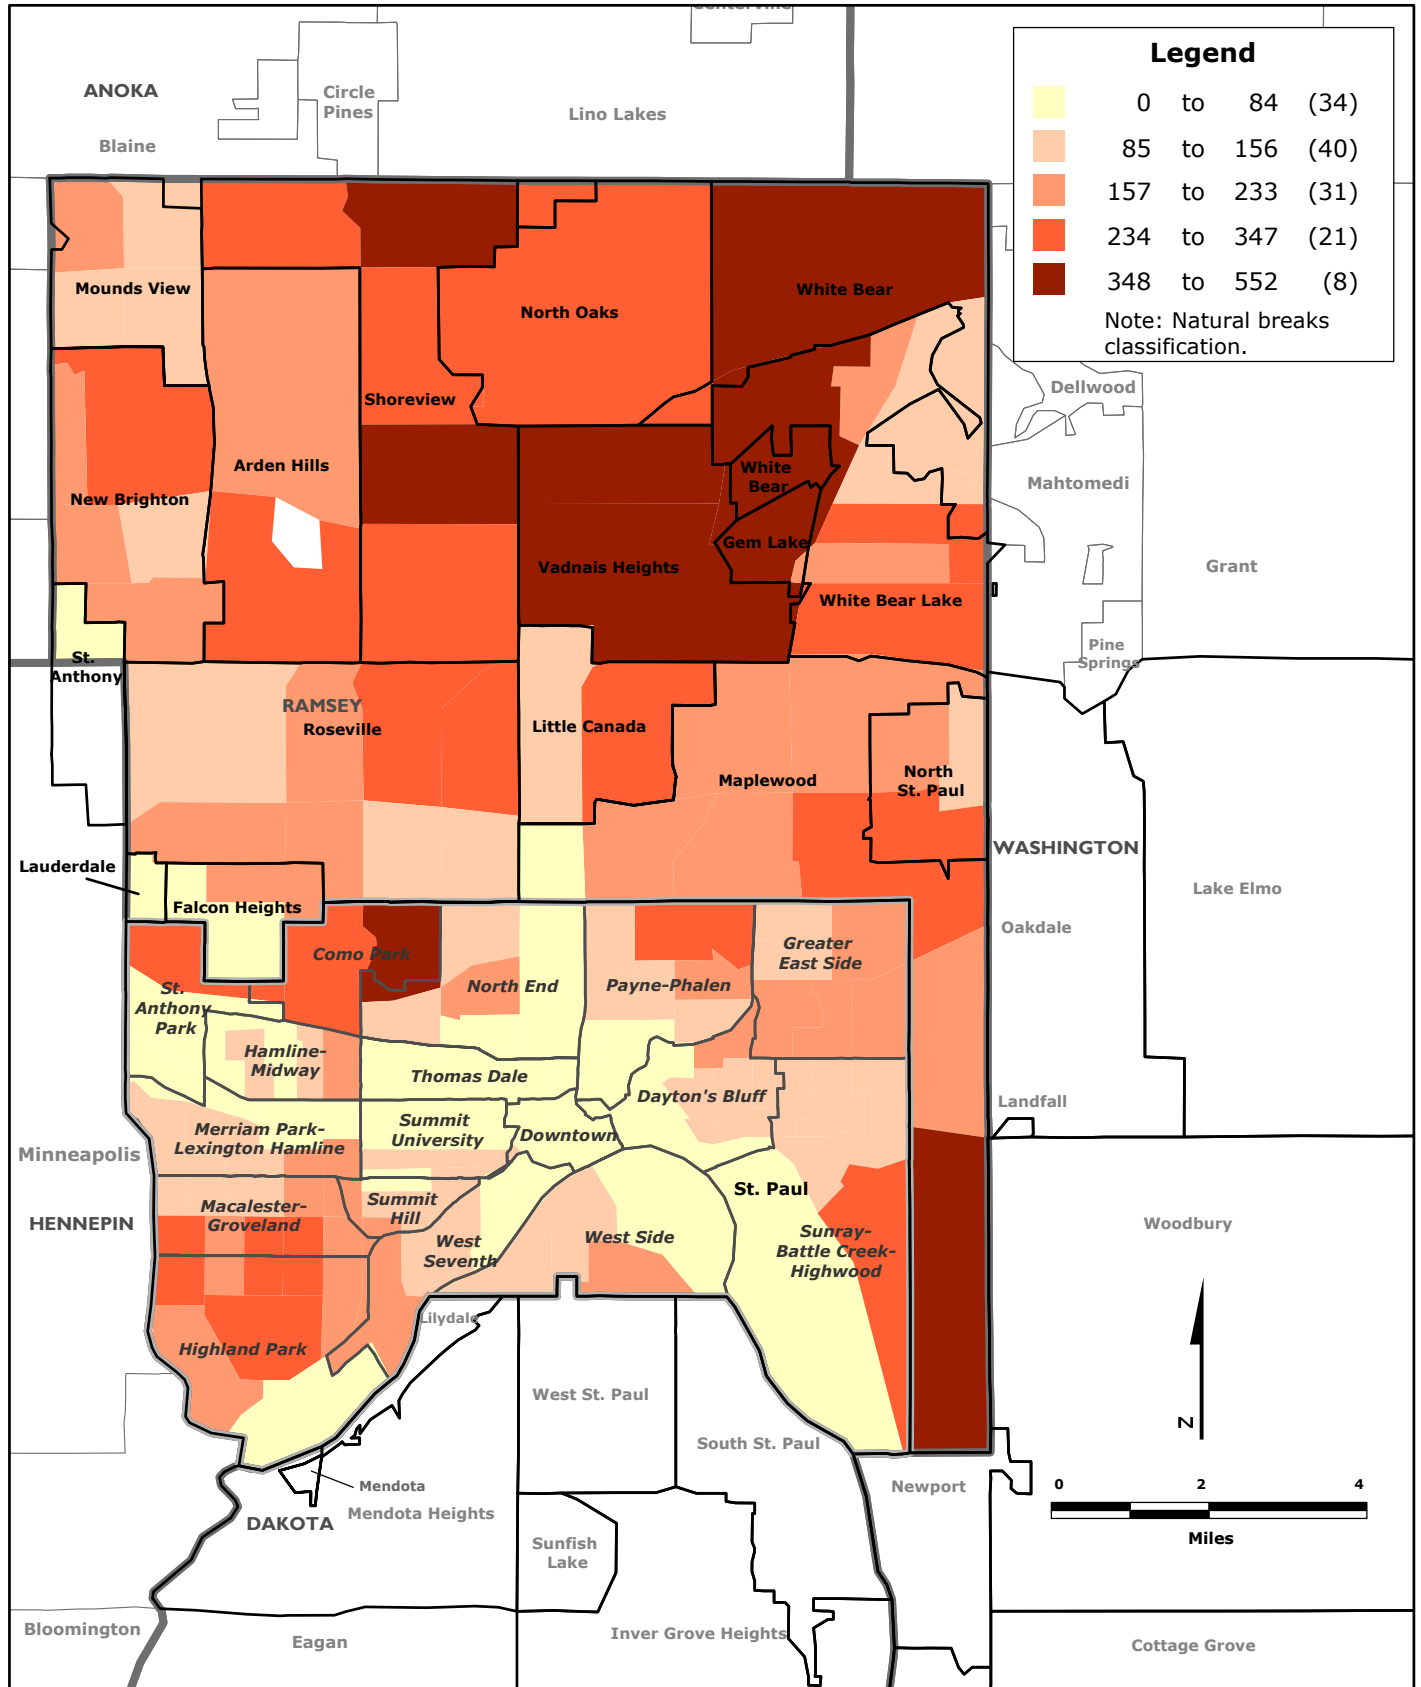 Centerville
Legend
0 to 84 (34)
85 to 156 (40)
157 to 233 (31)
234 to 347 (21)
348 to 552 (8)
Note: Natural breaks
classification.
ANOKA
Circle
Pines
Lino Lakes
Blaine
Mounds View
North Oaks
White Bear
Shoreview
Dellwood
Arden Hills
White
Bear
Mahtomedi
New Brighton
Gem Lake
Vadnais Heights
Grant
White Bear Lake
St.
Anthony
Pine
Springs
RAMSEY
Roseville
Little Canada
Maplewood
North
St. Paul
WASHINGTON
Lauderdale
Lake Elmo
Falcon Heights
Oakdale
Como Park
Greater
East Side
St.
Anthony
Park
North End
Payne-Phalen
Hamline-
Midway
Thomas Dale
Dayton's Bluff
Landfall
Merriam Park-
Lexington Hamline
Summit
University
Downtown
Minneapolis
St. Paul
HENNEPIN
Macalester-
Groveland
Summit
Hill
West
Seventh
West Side
Sunray-
Battle Creek-
Highwood
Woodbury
Lilydale
Highland Park
West St. Paul
South St. Paul
N
Newport
0 2 4
Miles
Mendota
Mendota Heights
DAKOTA
Sunfish
Lake
Bloomington
Eagan
Inver Grove Heights
Cottage Grove